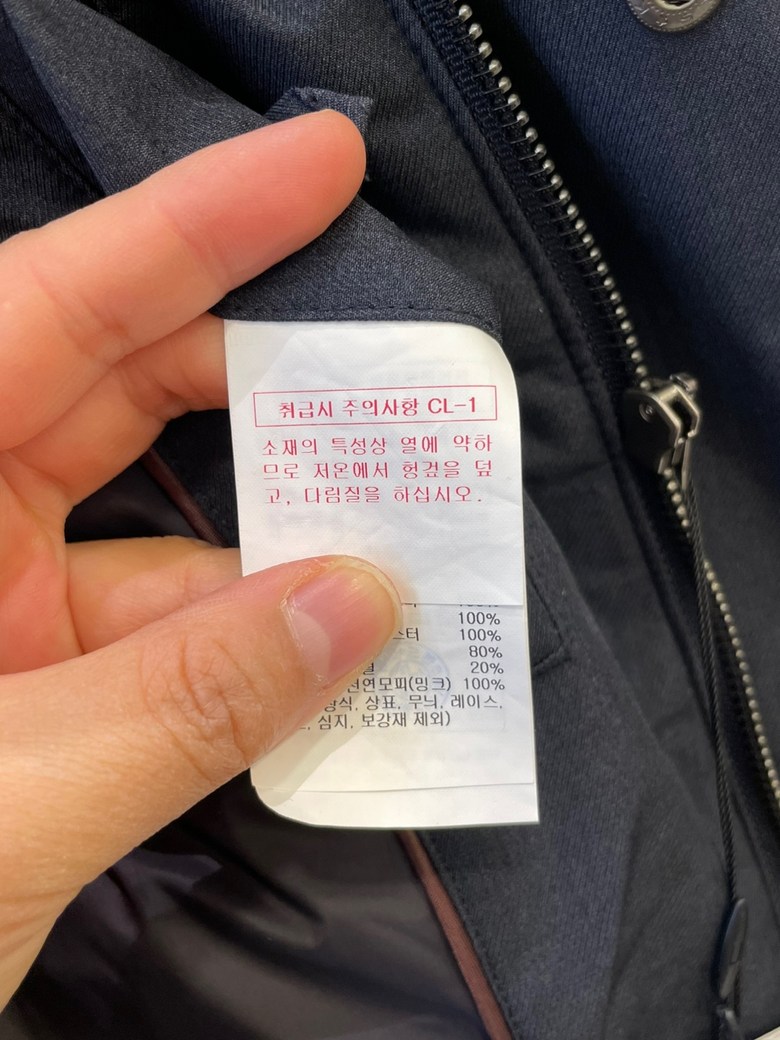 취급시 주의사항 CL-1
소재의 특성상 열에 약하
므로 저온에서 헝겊을 덮
고, 다림질을 하십시오.
100%
스터 100%
80%
20%
천연모피(밍크) 100%
장식, 상표, 무늬, 레이스,
심지, 보강재 제외)